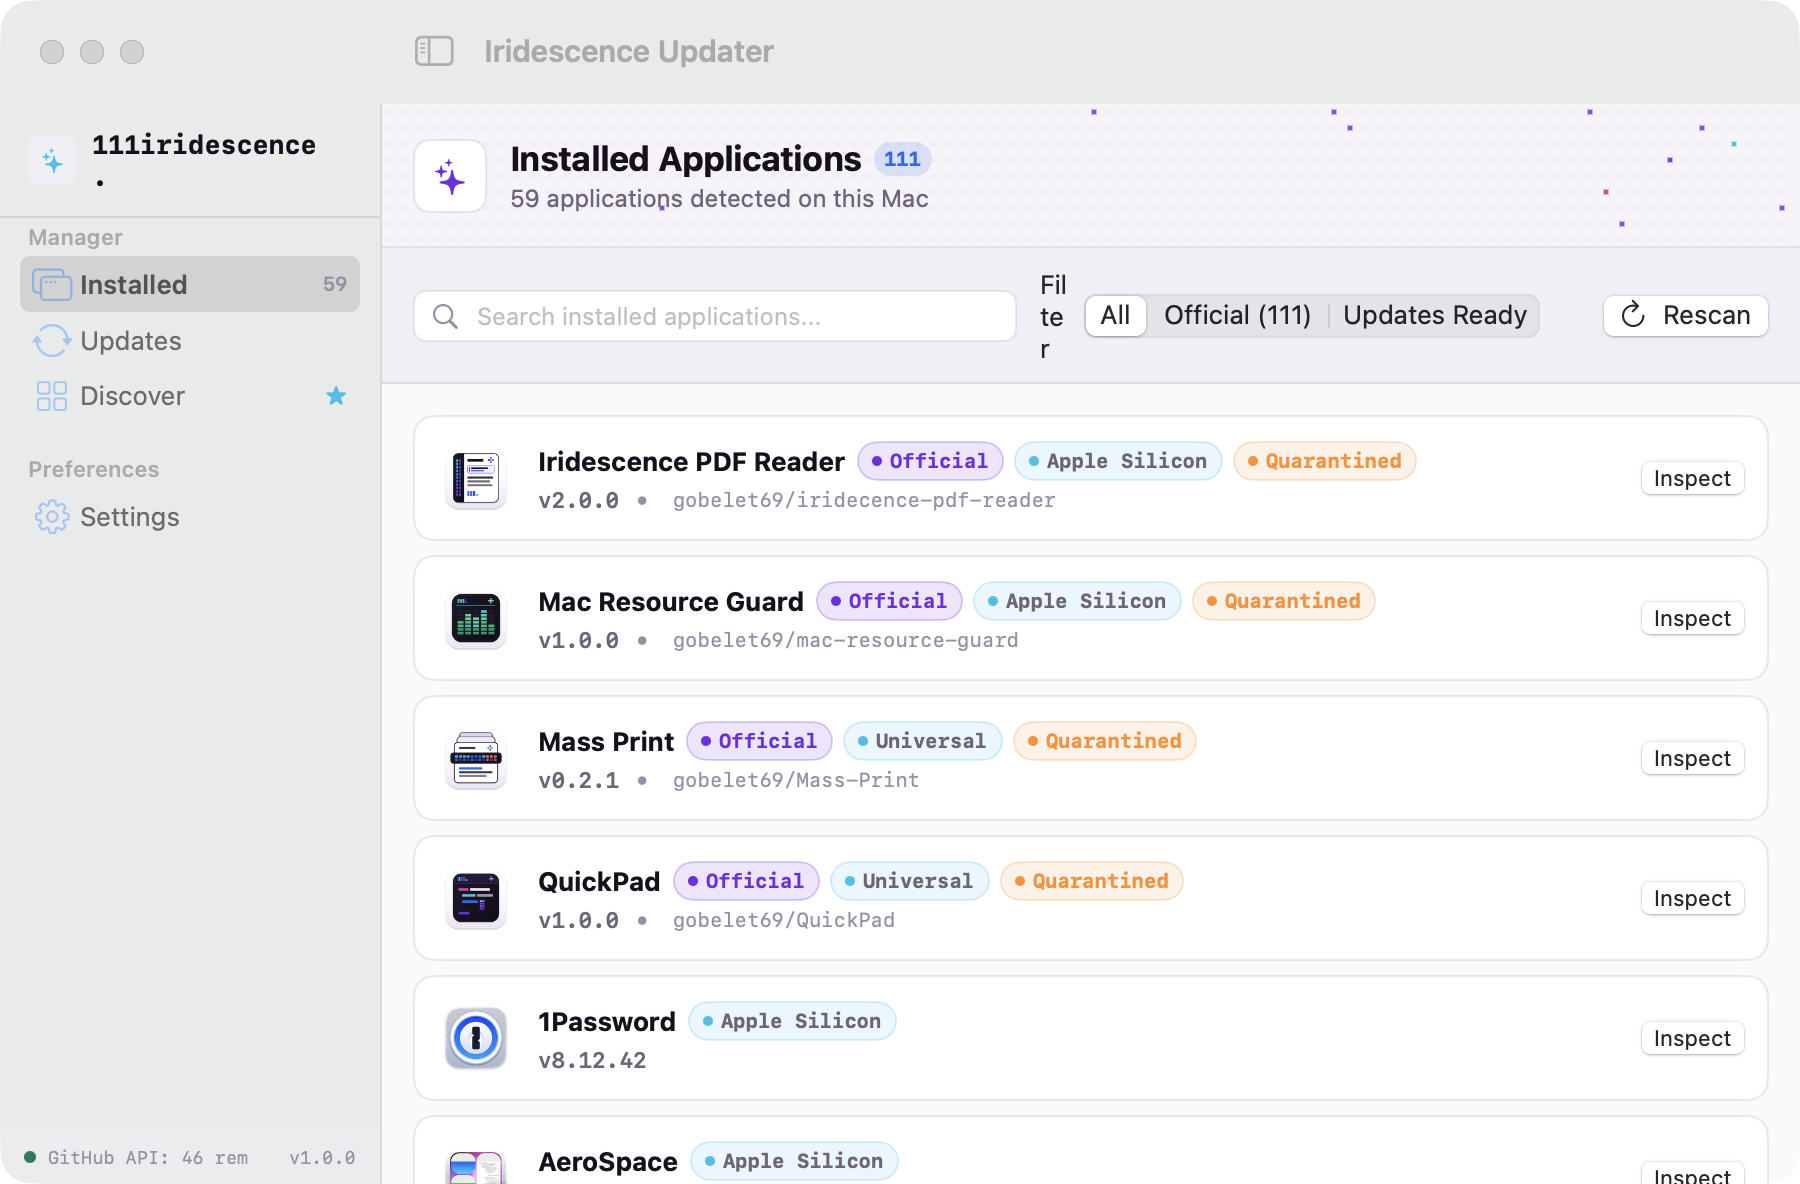 Iridescence Updater
111iridescence
.
Manager
Installed 59
Updates
Discover
Preferences
Settings
GitHub API: 46 rem v1.0.0
Installed Applications 111
59 applications detected on this Mac
Search installed applications...
Fil
te
r
All Official (111) Updates Ready
Rescan
Iridescence PDF Reader Official Apple Silicon Quarantined
v2.0.0 • gobelet69/iridecence-pdf-reader
Inspect
Mac Resource Guard Official Apple Silicon Quarantined
v1.0.0 • gobelet69/mac-resource-guard
Inspect
Mass Print Official Universal Quarantined
v0.2.1 • gobelet69/Mass-Print
Inspect
QuickPad Official Universal Quarantined
v1.0.0 • gobelet69/QuickPad
Inspect
1Password Apple Silicon
v8.12.42
Inspect
AeroSpace Apple Silicon
Inspect